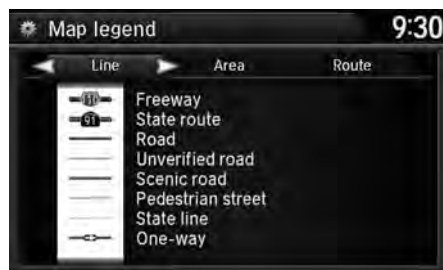 Map legend 9:30
Line Area Route
Freeway
91 State route
Road
Unverified road
Scenic road
Pedestrian street
State line
One-way